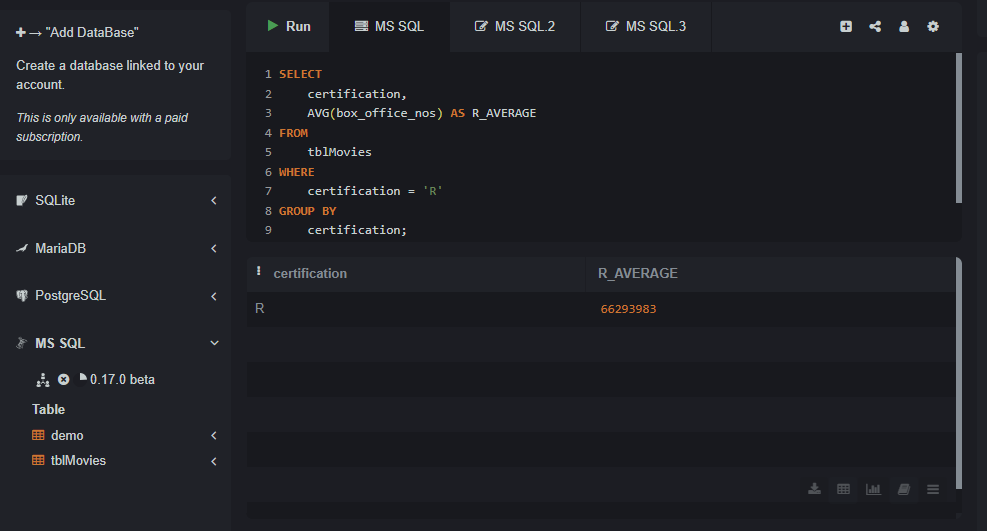 "Add DataBase"
Create a database linked to your
account.
This is only available with a paid
subscription.
SQLite
MariaDB
PostgreSQL
MS SQL
0.17.0 beta
Table
demo
tblMovies
Run
MS SQL
MS SQL.2
MS SQL.3
1 SELECT
2 certification,
3 AVG(box_office_nos) AS R_AVERAGE
4 FROM
5 tblMovies
6 WHERE
7 certification = 'R'
8 GROUP BY
9 certification;
certification R_AVERAGE
R 66293983